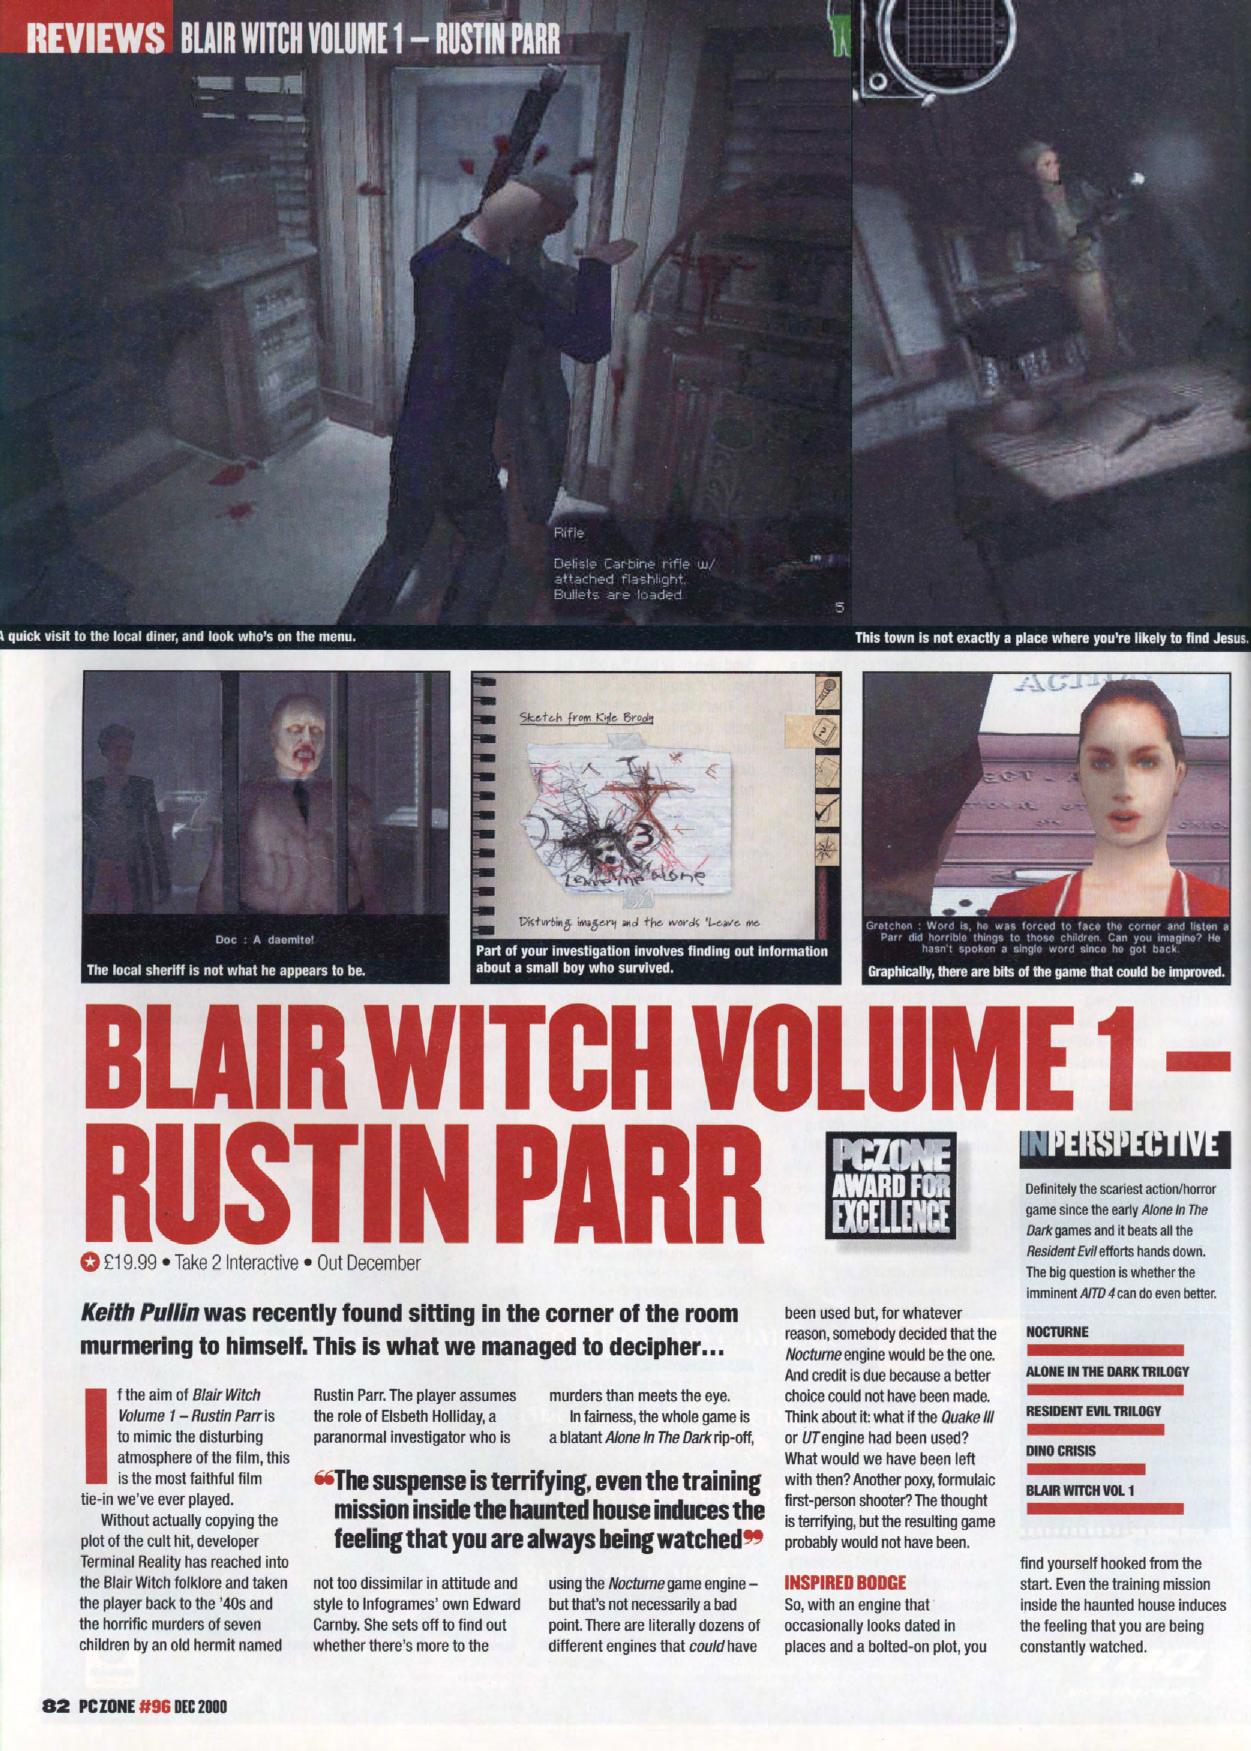 REVIEWS BLAIR WITCH VOLUME 1 – RUSTIN PARR
Rifle
Delisle Carbine rifle w/
attached flashlight.
Bullets are loaded
5
A quick visit to the local diner, and look who's on the menu.
This town is not exactly a place where you're likely to find Jesus.
Doc : A daemite!
The local sheriff is not what he appears to be.
Sketch from Kyle Brody
3
Leave me alone
Disturbing imagery and the words 'Leave me
Part of your investigation involves finding out information
about a small boy who survived.
Gretchen : Word is, he was forced to face the corner and listen a
Parr did horrible things to those children. Can you imagine? He
hasn't spoken a single word since he got back.
Graphically, there are bits of the game that could be improved.
BLAIR WITCH VOLUME 1 –
RUSTIN PARR
PCZONE
AWARD FOR
EXCELLENCE
£19.99 • Take 2 Interactive • Out December
Keith Pullin was recently found sitting in the corner of the room
murmering to himself. This is what we managed to decipher...
If the aim of Blair Witch
Volume 1 – Rustin Parr is
to mimic the disturbing
atmosphere of the film, this
is the most faithful film
tie-in we've ever played.
Without actually copying the
plot of the cult hit, developer
Terminal Reality has reached into
the Blair Witch folklore and taken
the player back to the '40s and
the horrific murders of seven
children by an old hermit named
Rustin Parr. The player assumes
the role of Elsbeth Holliday, a
paranormal investigator who is
“The suspense is terrifying, even the training
mission inside the haunted house induces the
feeling that you are always being watched”
not too dissimilar in attitude and
style to Infogrames' own Edward
Carnby. She sets off to find out
whether there's more to the
murders than meets the eye.
In fairness, the whole game is
a blatant Alone In The Dark rip-off,
using the Nocturne game engine –
but that's not necessarily a bad
point. There are literally dozens of
different engines that could have
been used but, for whatever
reason, somebody decided that the
Nocturne engine would be the one.
And credit is due because a better
choice could not have been made.
Think about it: what if the Quake III
or UT engine had been used?
What would we have been left
with then? Another poxy, formulaic
first-person shooter? The thought
is terrifying, but the resulting game
probably would not have been.
INSPIRED BODGE
So, with an engine that
occasionally looks dated in
places and a bolted-on plot, you
INPERSPECTIVE
Definitely the scariest action/horror
game since the early Alone In The
Dark games and it beats all the
Resident Evil efforts hands down.
The big question is whether the
imminent AITD 4 can do even better.
NOCTURNE
ALONE IN THE DARK TRILOGY
RESIDENT EVIL TRILOGY
DINO CRISIS
BLAIR WITCH VOL 1
find yourself hooked from the
start. Even the training mission
inside the haunted house induces
the feeling that you are being
constantly watched.
82 PCZONE #96 DEC 2000